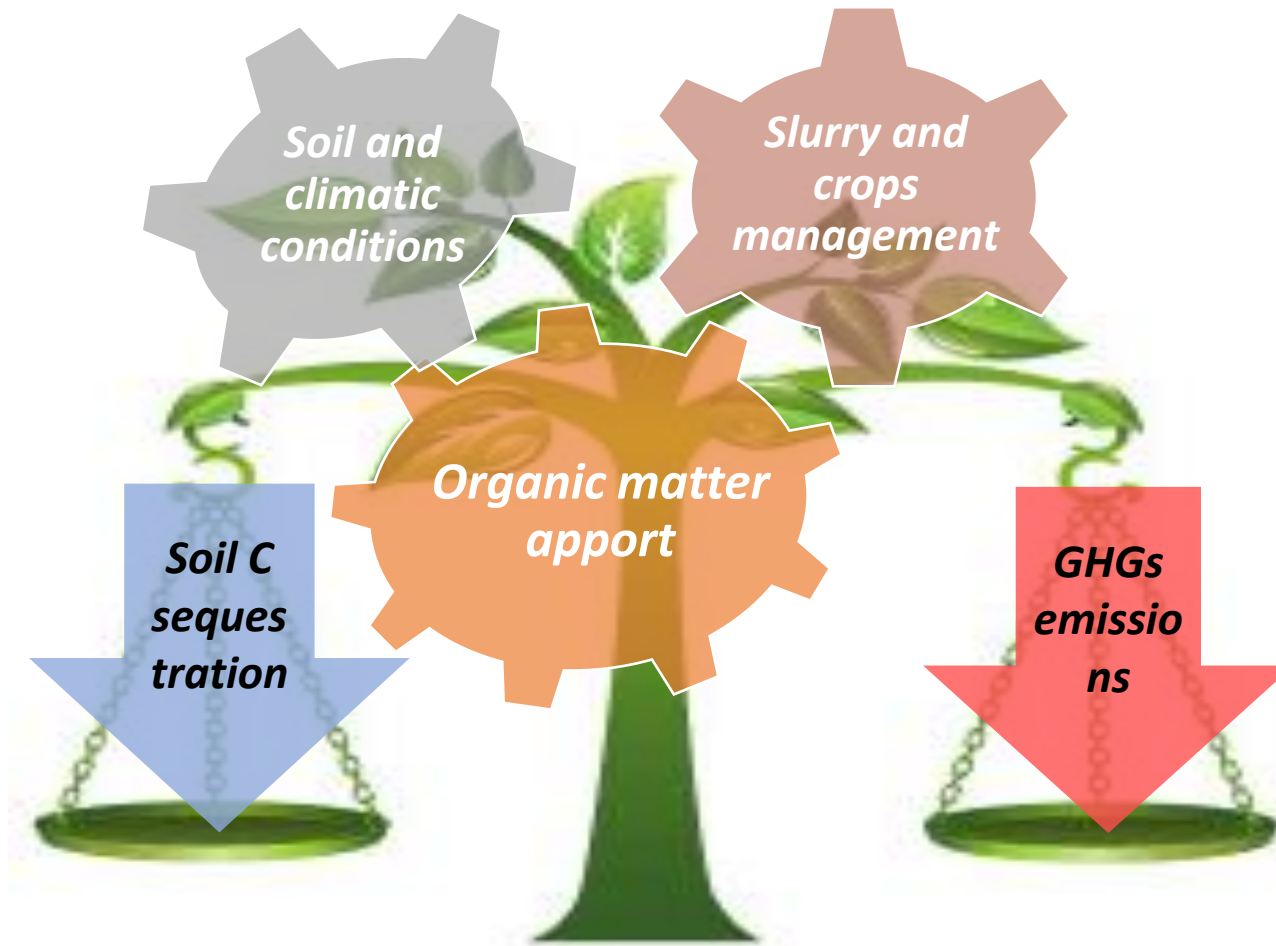 Soil and
climatic
conditions
Slurry and
crops
management
Organic matter
apport
Soil C
seques
tration
GHGs
emissio
ns